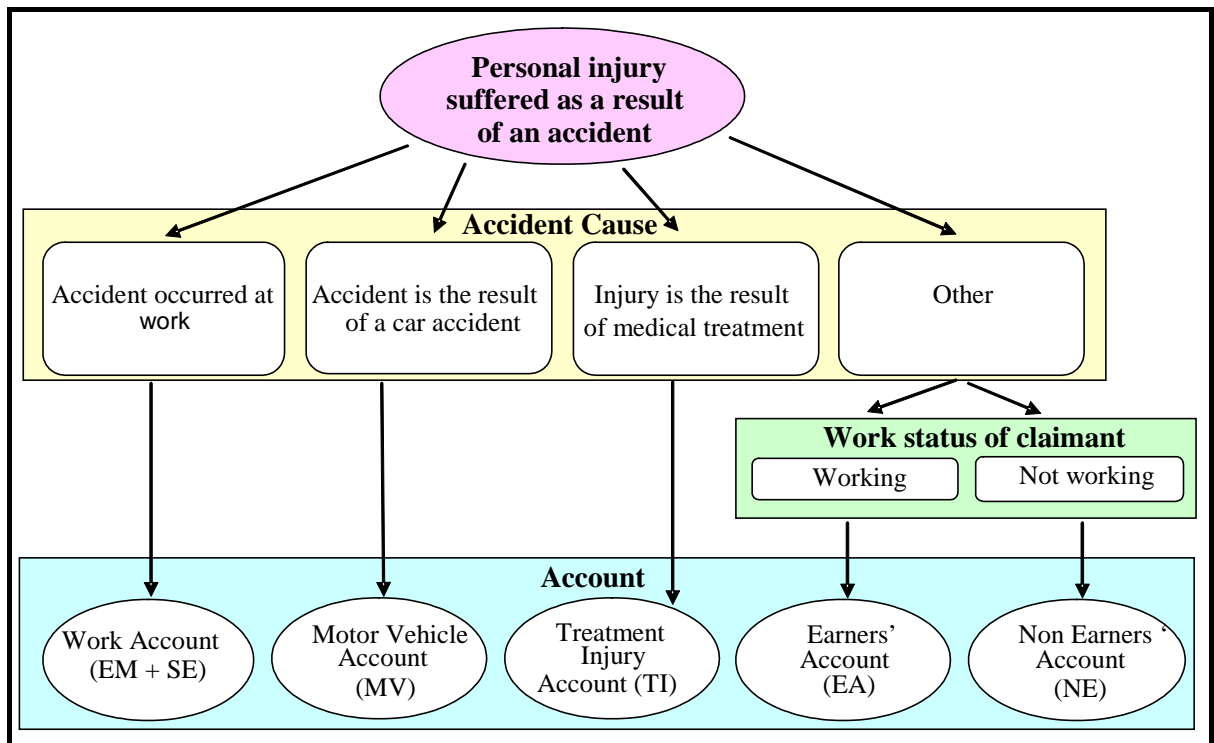 Personal injury
suffered as a result
of an accident
Accident Cause
Accident occurred at
work
Accident is the result
of a car accident
Injury is the result
of medical treatment
Other
Work status of claimant
Working
Not working
Account
Work Account
(EM + SE)
Motor Vehicle
Account
(MV)
Treatment
Injury
Account (TI)
Earners’
Account
(EA)
Non Earners ‘
Account
(NE)